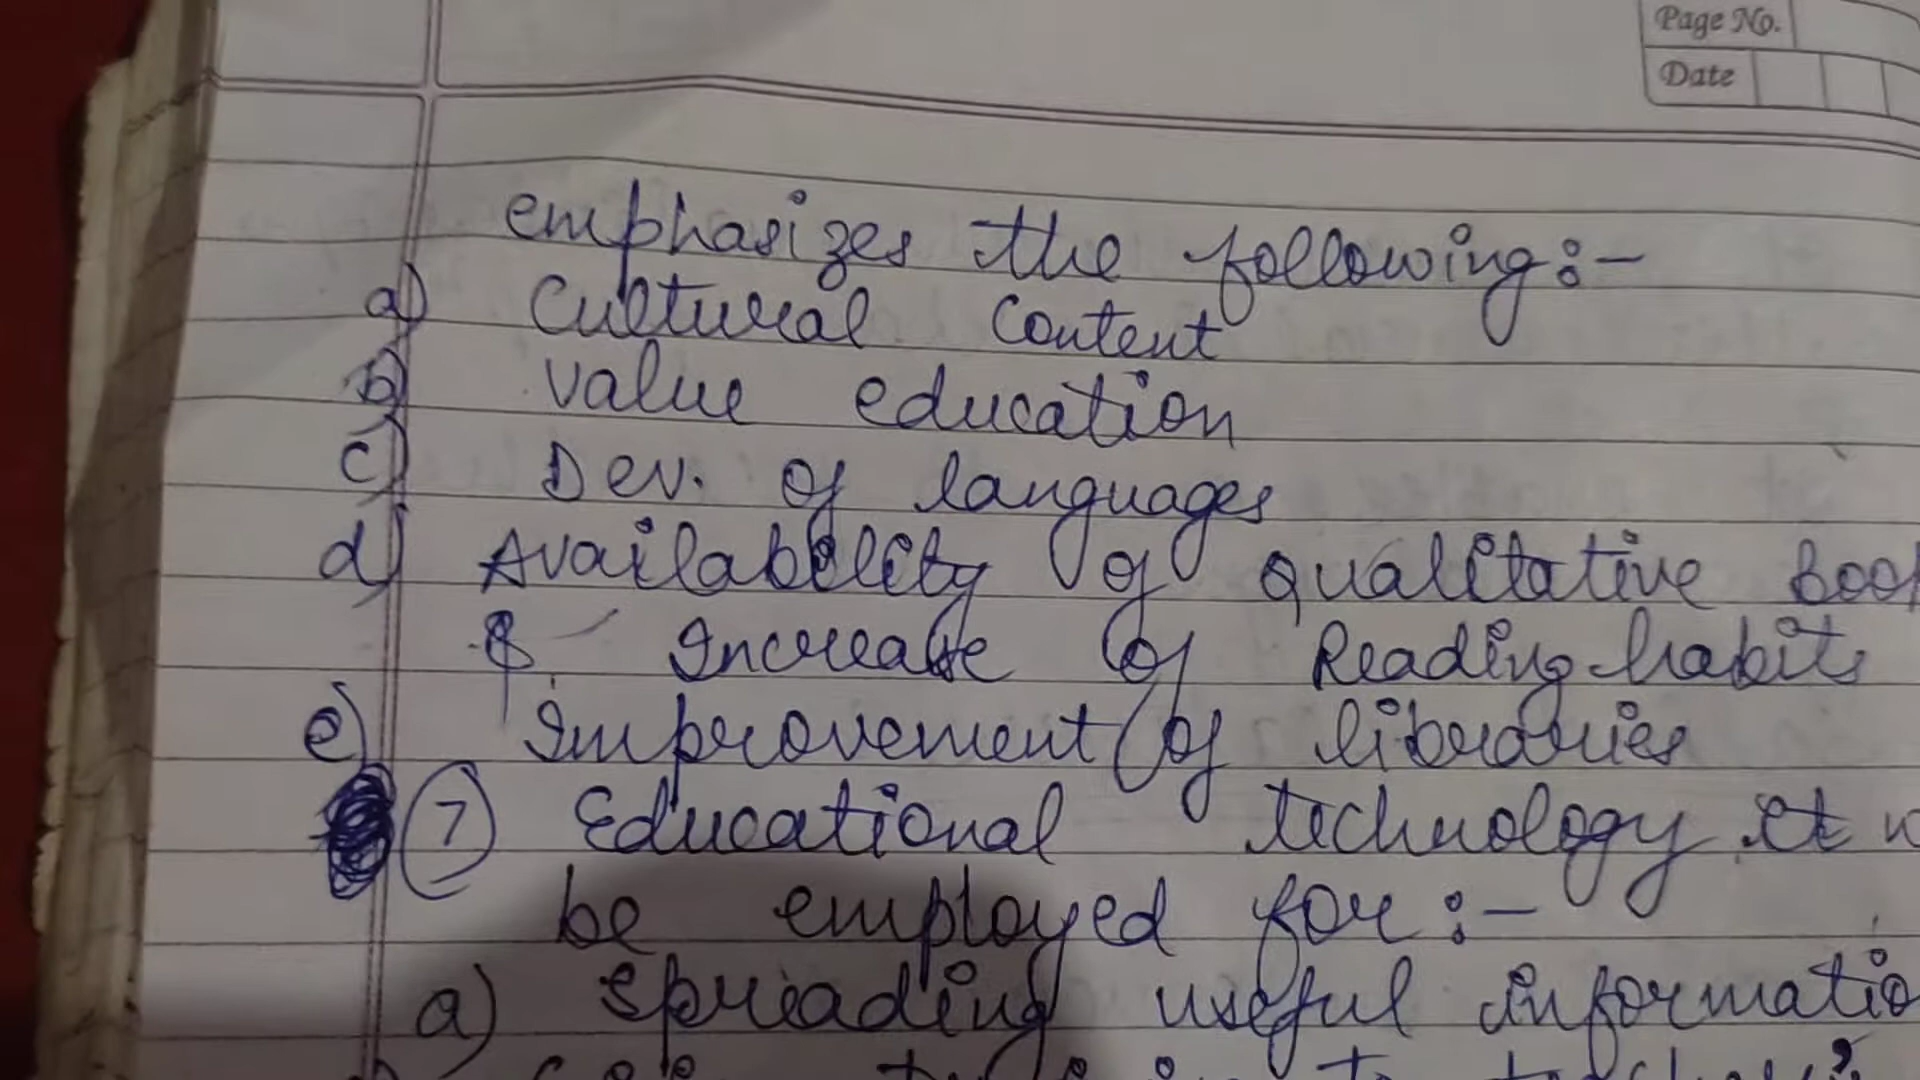 Page No.
Date
emphasizes the following:-
a) Cultural Content
b) Value education
c) Dev. of languages
d) Availability of qualitative
& Increase of Reading habits
e) Improvement of libraries
7 Educational technology it
be employed for:-
a) Spreading useful